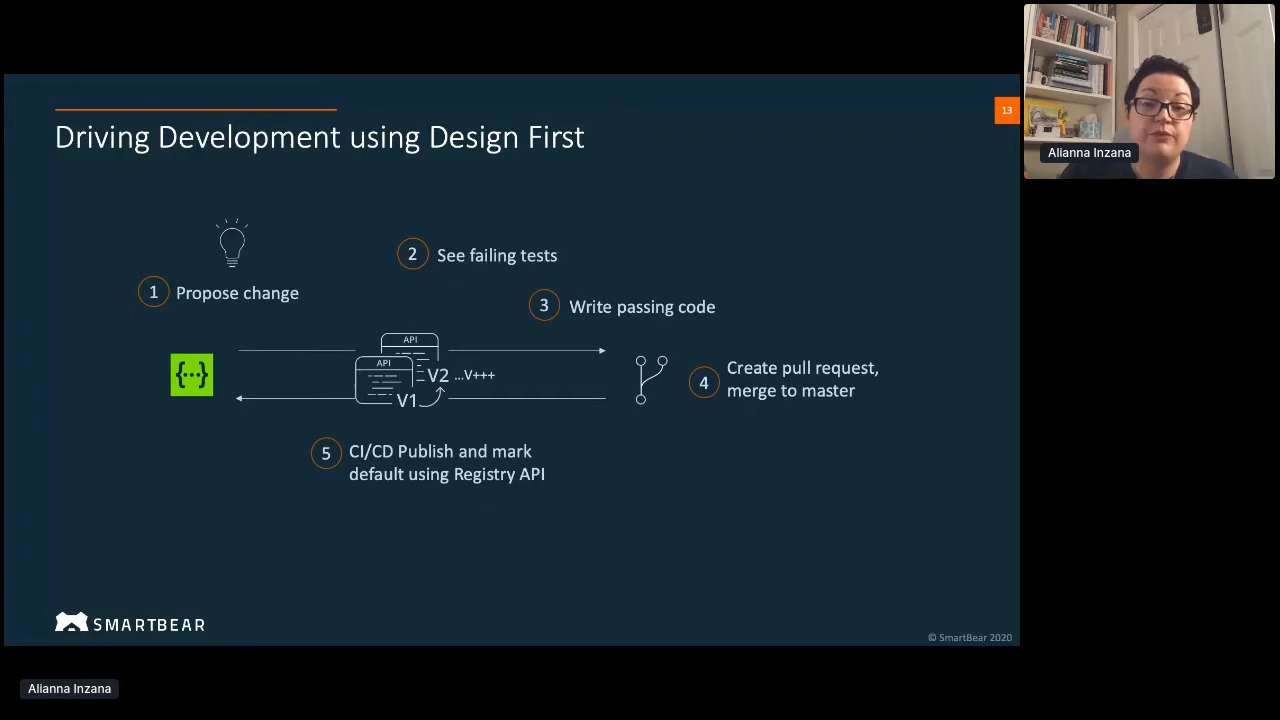 Driving Development using Design First
13
Alianna Inzana
1 Propose change
2 See failing tests
3 Write passing code
API
API
{···}
V2 ...V+++
V1
4 Create pull request,
merge to master
5 CI/CD Publish and mark
default using Registry API
SMARTBEAR
© SmartBear 2020
Alianna Inzana